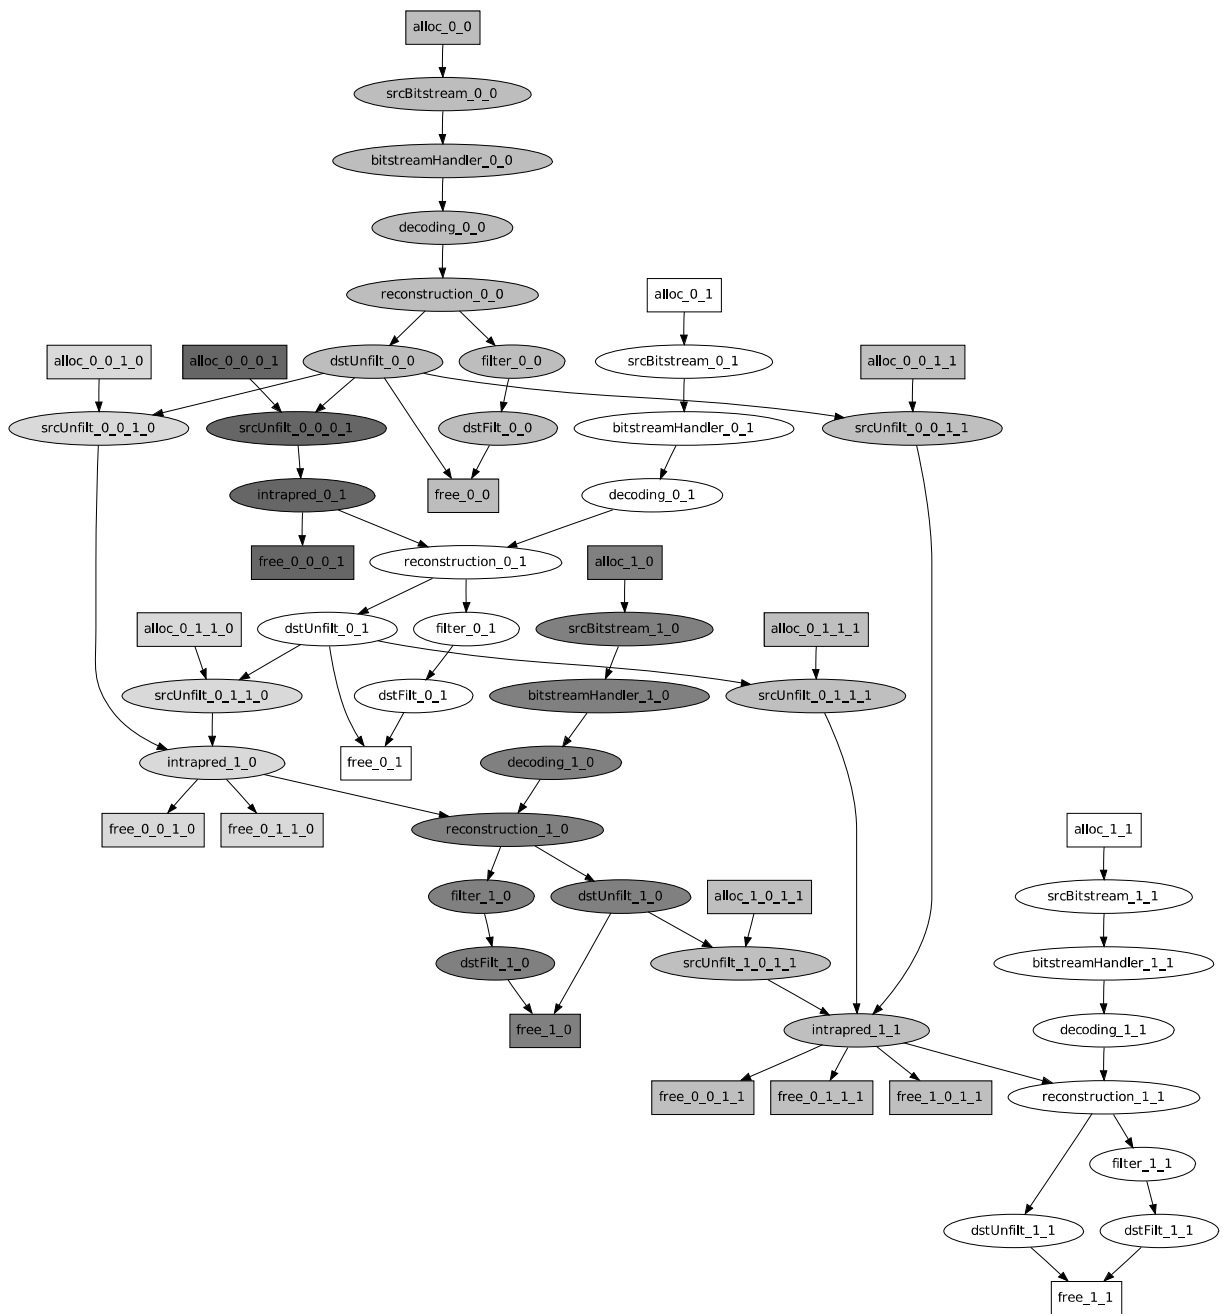 alloc_0_0
srcBitstream_0_0
bitstreamHandler_0_0
decoding_0_0
reconstruction_0_0
alloc_0_1
alloc_0_0_1_0
alloc_0_0_0_1
dstUnfilt_0_0
filter_0_0
srcBitstream_0_1
alloc_0_0_1_1
srcUnfilt_0_0_1_0
srcUnfilt_0_0_0_1
dstFilt_0_0
bitstreamHandler_0_1
srcUnfilt_0_0_1_1
intrapred_0_1
free_0_0
decoding_0_1
free_0_0_0_1
reconstruction_0_1
alloc_1_0
alloc_0_1_1_0
dstUnfilt_0_1
filter_0_1
srcBitstream_1_0
alloc_0_1_1_1
srcUnfilt_0_1_1_0
dstFilt_0_1
bitstreamHandler_1_0
srcUnfilt_0_1_1_1
intrapred_1_0
free_0_1
decoding_1_0
free_0_0_1_0
free_0_1_1_0
reconstruction_1_0
alloc_1_1
filter_1_0
dstUnfilt_1_0
alloc_1_0_1_1
srcBitstream_1_1
dstFilt_1_0
srcUnfilt_1_0_1_1
bitstreamHandler_1_1
free_1_0
intrapred_1_1
decoding_1_1
free_0_0_1_1
free_0_1_1_1
free_1_0_1_1
reconstruction_1_1
filter_1_1
dstUnfilt_1_1
dstFilt_1_1
free_1_1